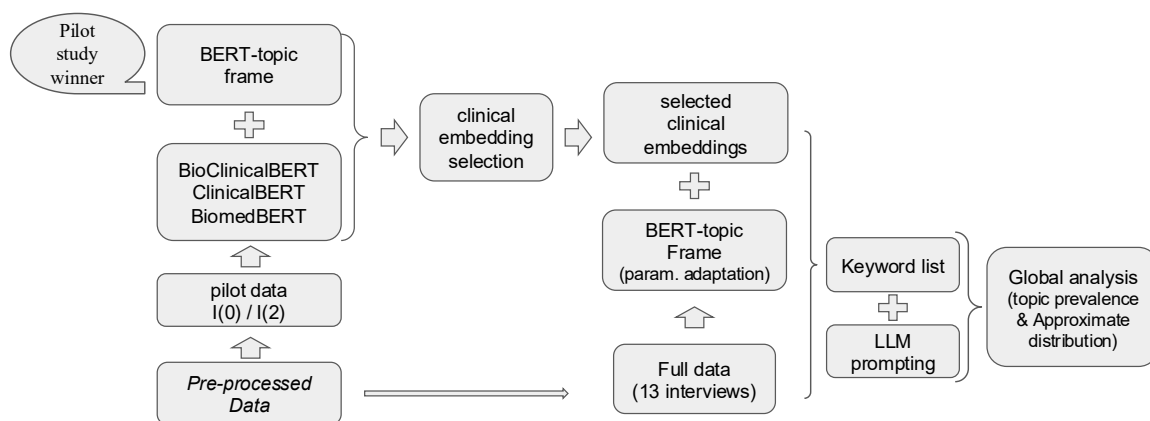 Pilot
study
winner
BERT-topic
frame
BioClinicalBERT
ClinicalBERT
BiomedBERT
pilot data
I(0) / I(2)
Pre-processed
Data
clinical
embedding
selection
selected
clinical
embeddings
BERT-topic
Frame
(param. adaptation)
Full data
(13 interviews)
Keyword list
LLM
prompting
Global analysis
(topic prevalence
& Approximate
distribution)